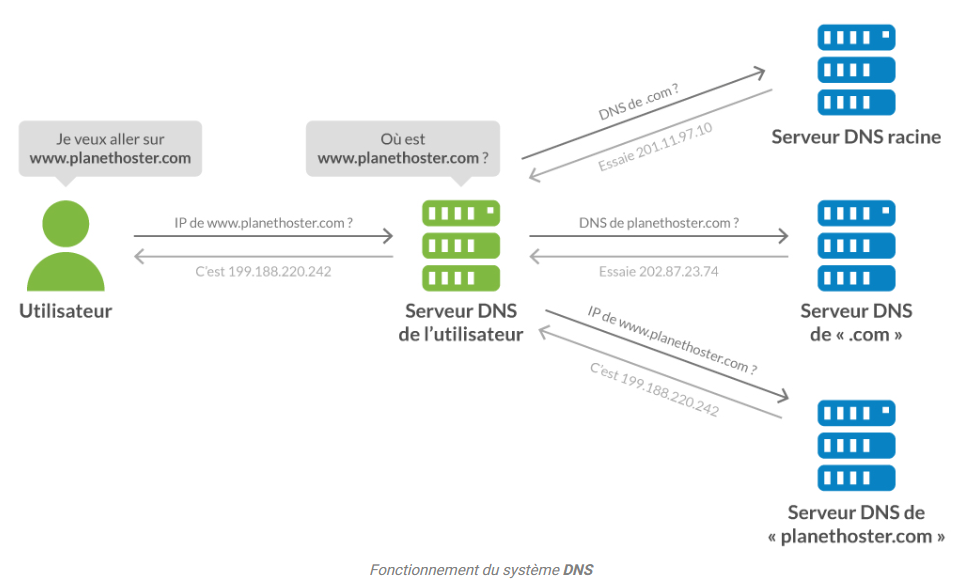 Je veux aller sur
www.planethoster.com
Où est
www.planethoster.com ?
DNS de .com ?
Essaie 201.11.97.10
Serveur DNS racine
IP de www.planethoster.com ?
C'est 199.188.220.242
DNS de planethoster.com ?
Essaie 202.87.23.74
Utilisateur
Serveur DNS
de l'utilisateur
Serveur DNS
de « .com »
IP de www.planethoster.com ?
C'est 199.188.220.242
Serveur DNS de
« planethoster.com »
Fonctionnement du système DNS